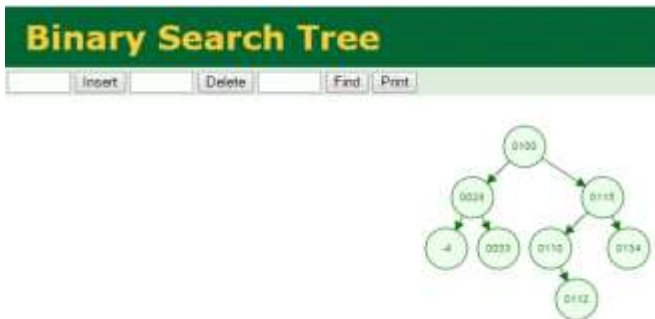 Binary Search Tree
Insert Delete Find Print
0100
0024 0115
-4 0033 0110 0134
0112